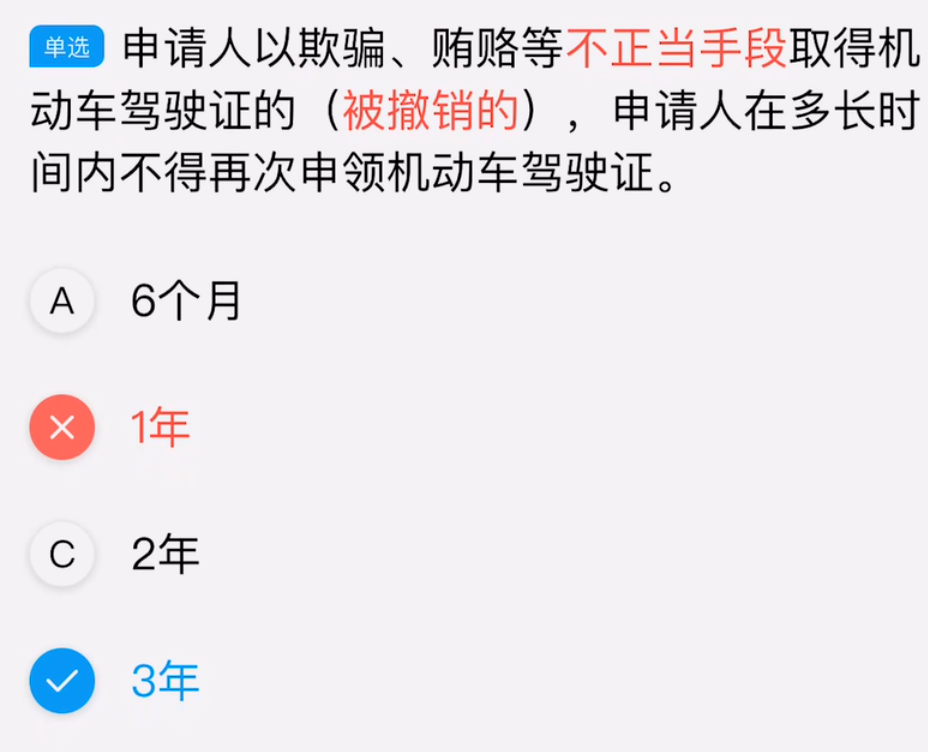 单选 申请人以欺骗、贿赂等不正当手段取得机
动车驾驶证的（被撤销的），申请人在多长时
间内不得再次申领机动车驾驶证。
A 6个月
1年
C 2年
3年